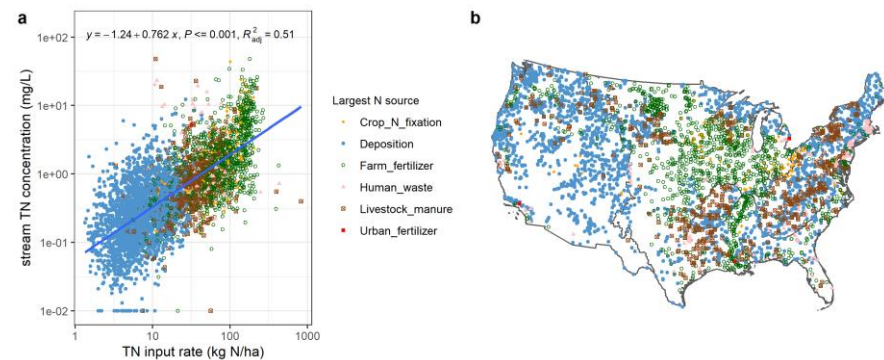 a
y = −1.24 + 0.762 x, P <= 0.001, R²adj = 0.51
1e+02
1e+01
1e+00
1e-01
1e-02
stream TN concentration (mg/L)
1 10 100 1000
TN input rate (kg N/ha)
Largest N source
Crop_N_fixation
Deposition
Farm_fertilizer
Human_waste
Livestock_manure
Urban_fertilizer
b